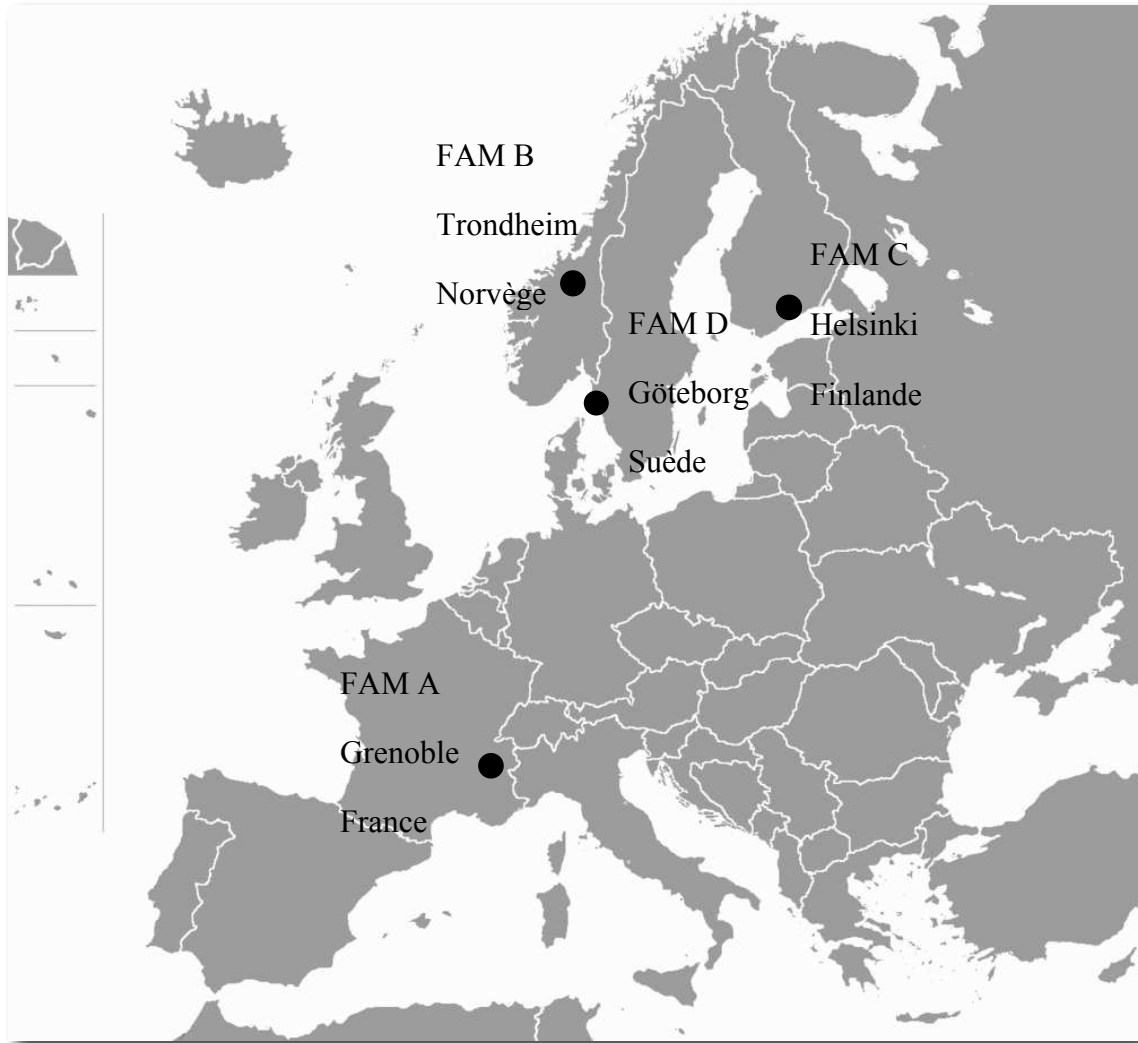 FAM B
Trondheim
Norvège
FAM C
Helsinki
Finlande
FAM D
Göteborg
Suède
FAM A
Grenoble
France